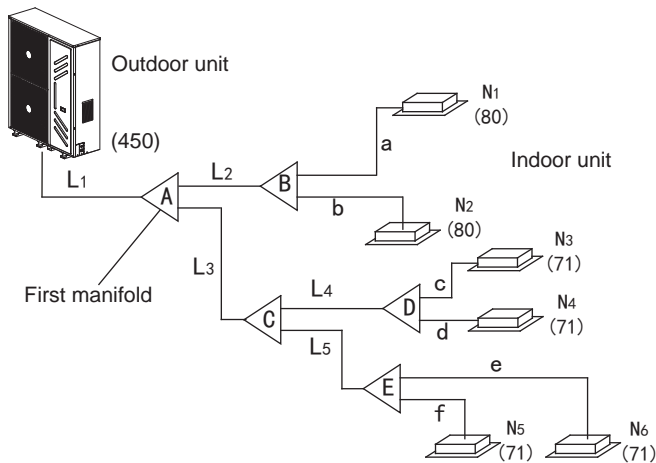 Outdoor unit
(450)
L1
First manifold
A
L2
B
a
N1
(80)
Indoor unit
b
N2
(80)
L3
C
L4
D
c
N3
(71)
d
N4
(71)
L5
E
e
f
N5
(71)
N6
(71)